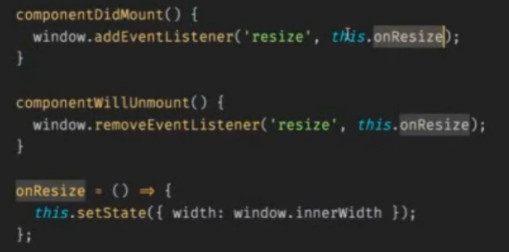 componentDidMount() {
window.addEventListener('resize', this.onResize);
}
componentWillUnmount() {
window.removeEventListener('resize', this.onResize);
}
onResize = () ⇒ {
this.setState({ width: window.innerWidth });
};